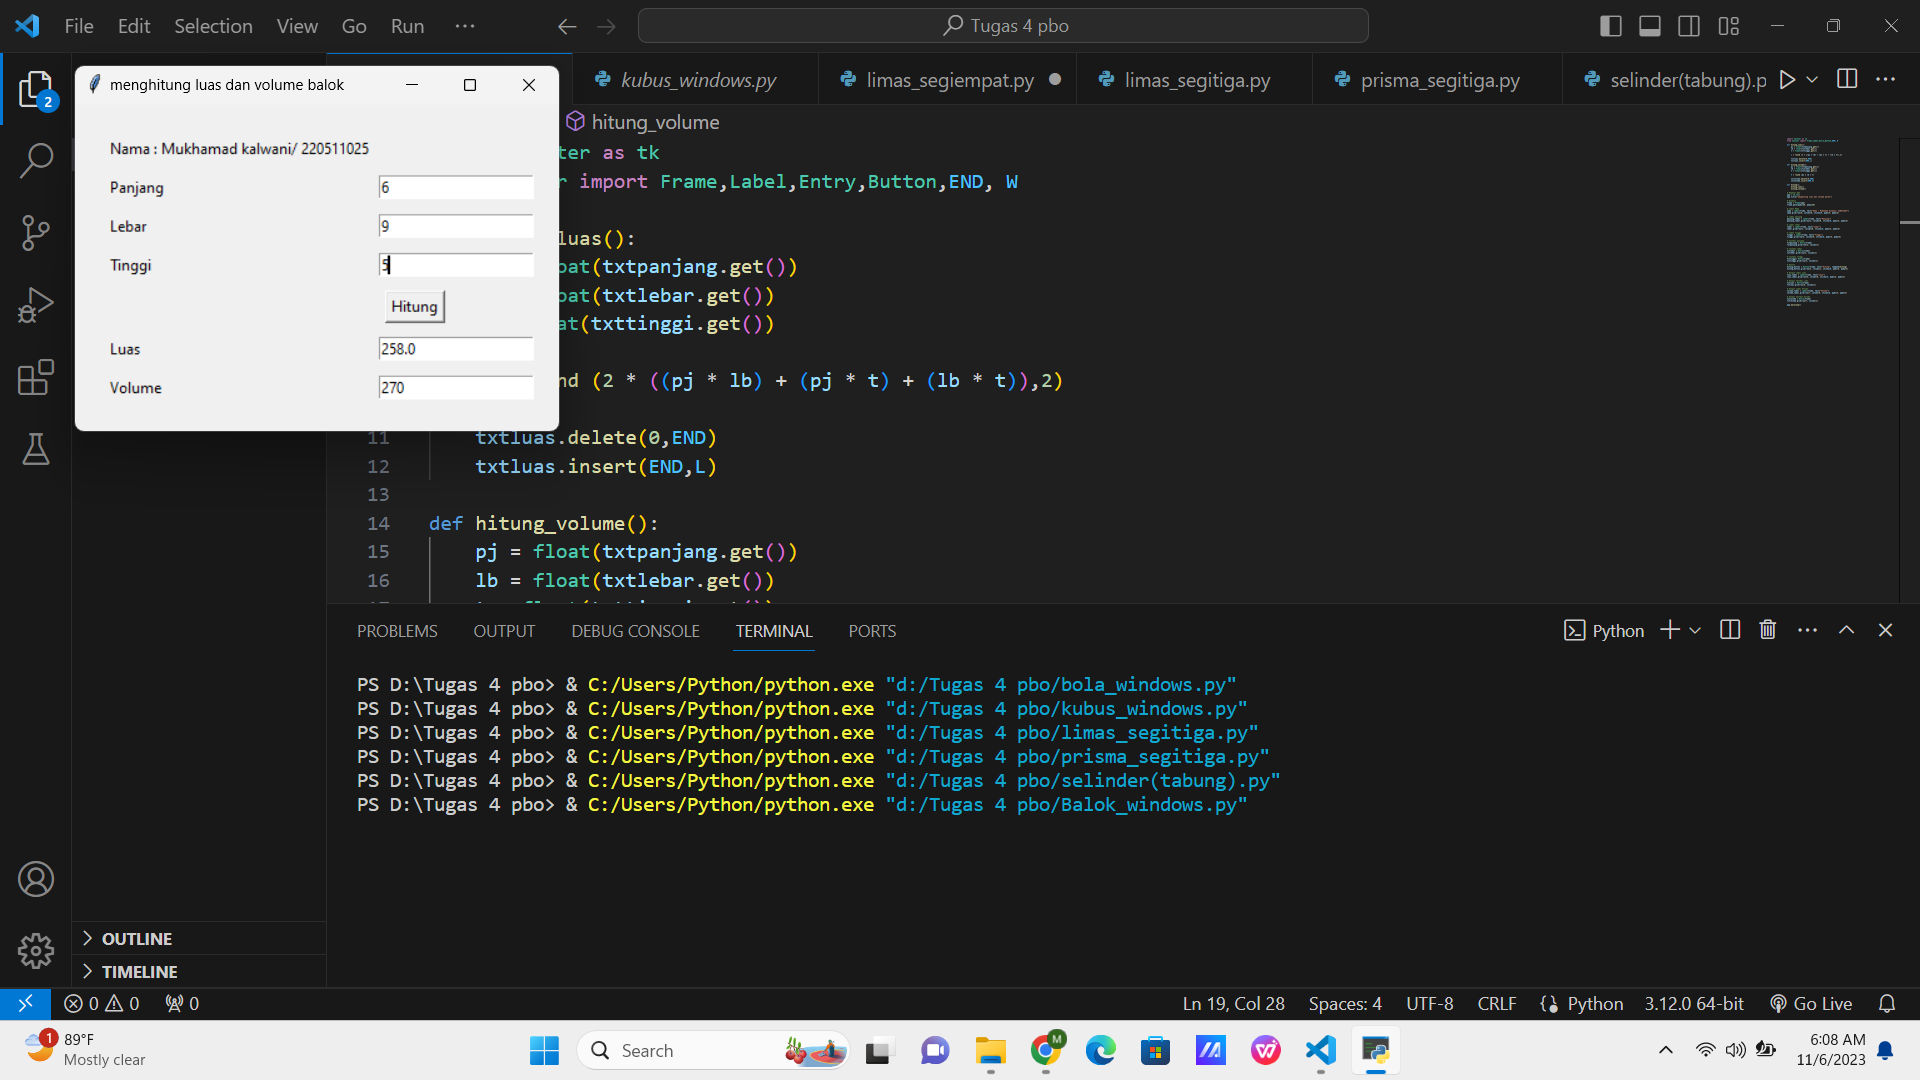 File Edit Selection View Go Run ···
Tugas 4 pbo
2
menghitung luas dan volume balok
Nama : Mukhamad kalwani/ 220511025
Panjang 6
Lebar 9
Tinggi 5
Hitung
Luas 258.0
Volume 270
kubus_windows.py limas_segiempat.py limas_segitiga.py prisma_segitiga.py selinder(tabung).p
hitung_volume
ter as tk
r import Frame,Label,Entry,Button,END, W
luas():
oat(txtpanjang.get())
oat(txtlebar.get())
at(txttinggi.get())
nd (2 * ((pj * lb) + (pj * t) + (lb * t)),2)
11 txtluas.delete(0,END)
12 txtluas.insert(END,L)
13
14 def hitung_volume():
15 pj = float(txtpanjang.get())
16 lb = float(txtlebar.get())
PROBLEMS OUTPUT DEBUG CONSOLE TERMINAL PORTS
Python
PS D:\Tugas 4 pbo> & C:/Users/Python/python.exe "d:/Tugas 4 pbo/bola_windows.py"
PS D:\Tugas 4 pbo> & C:/Users/Python/python.exe "d:/Tugas 4 pbo/kubus_windows.py"
PS D:\Tugas 4 pbo> & C:/Users/Python/python.exe "d:/Tugas 4 pbo/limas_segitiga.py"
PS D:\Tugas 4 pbo> & C:/Users/Python/python.exe "d:/Tugas 4 pbo/prisma_segitiga.py"
PS D:\Tugas 4 pbo> & C:/Users/Python/python.exe "d:/Tugas 4 pbo/selinder(tabung).py"
PS D:\Tugas 4 pbo> & C:/Users/Python/python.exe "d:/Tugas 4 pbo/Balok_windows.py"
OUTLINE
TIMELINE
0 0 0
Ln 19, Col 28 Spaces: 4 UTF-8 CRLF Python 3.12.0 64-bit Go Live
1
89°F
Mostly clear
Search
M
6:08 AM
11/6/2023